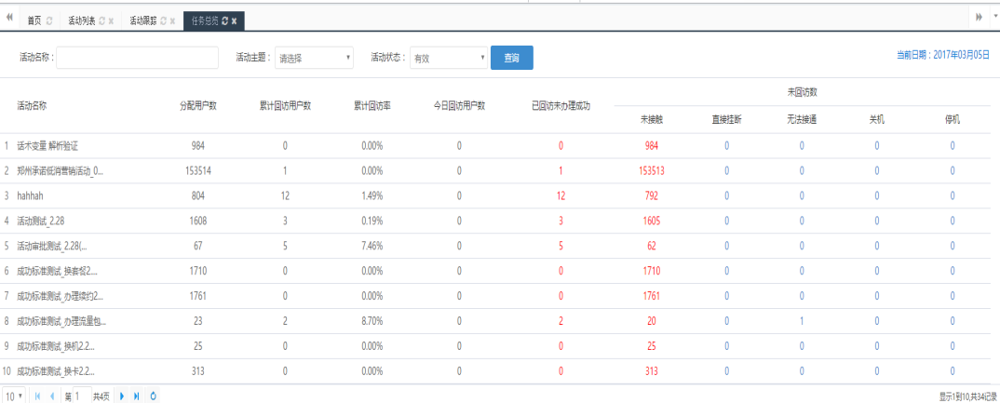 首页 活动列表 活动跟踪 任务总览
活动名称： 活动主题： 请选择 活动状态： 有效 查询 当前日期：2017年03月05日
活动名称 分配用户数 累计回访用户数 累计回访率 今日回访用户数 已回访未办理成功 未回访数
未接触 直接挂断 无法接通 关机 停机
1 话术变量 解析验证 984 0 0.00% 0 0 984 0 0 0 0
2 郑州承诺低消营销活动_0... 153514 1 0.00% 0 1 153513 0 0 0 0
3 hahhah 804 12 1.49% 0 12 792 0 0 0 0
4 活动测试_2.28 1608 3 0.19% 0 3 1605 0 0 0 0
5 活动审批测试_2.28(... 67 5 7.46% 0 5 62 0 0 0 0
6 成功标准测试_换套餐2.... 1710 0 0.00% 0 0 1710 0 0 0 0
7 成功标准测试_办理续约2... 1761 0 0.00% 0 0 1761 0 0 0 0
8 成功标准测试_办理流量包... 23 2 8.70% 0 2 20 0 1 0 0
9 成功标准测试_换机2.2... 25 0 0.00% 0 0 25 0 0 0 0
10 成功标准测试_换卡2.2... 313 0 0.00% 0 0 313 0 0 0 0
10 第 1 共4页 显示1到10,共34记录